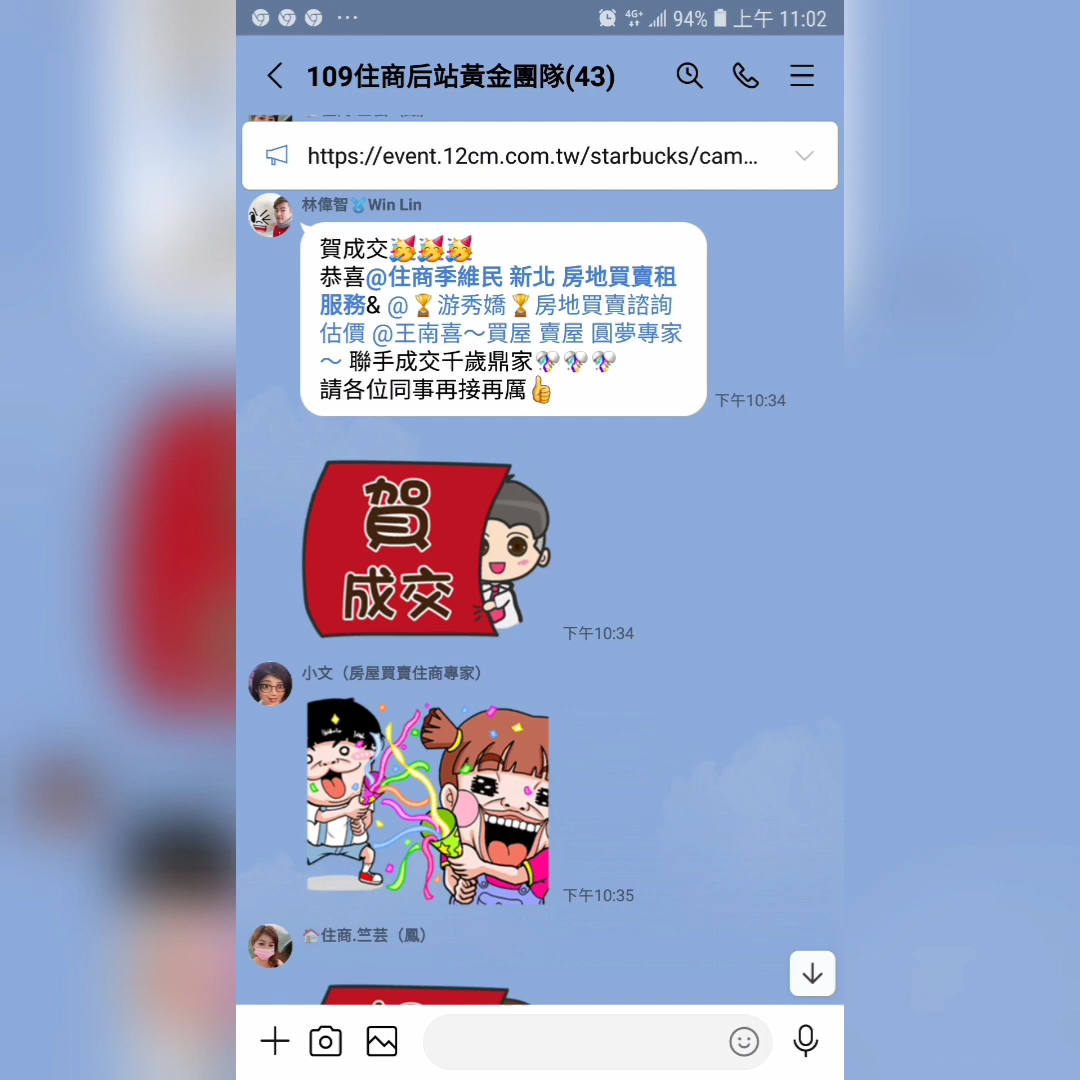 4G+ 94% 上午 11:02
109住商后站黃金團隊(43)
https://event.12cm.com.tw/starbucks/cam…
林偉智 Win Lin
賀成交🥳🥳🥳
恭喜@住商季維民 新北 房地買賣租
服務& @🏆游秀嬌🏆房地買賣諮詢
估價 @王南喜～買屋 賣屋 圓夢專家
～ 聯手成交千歲鼎家🎊🎊🎊
請各位同事再接再厲👍
下午10:34
賀
成交
下午10:34
小文（房屋買賣住商專家）
下午10:35
🏠住商.竺芸（鳳）